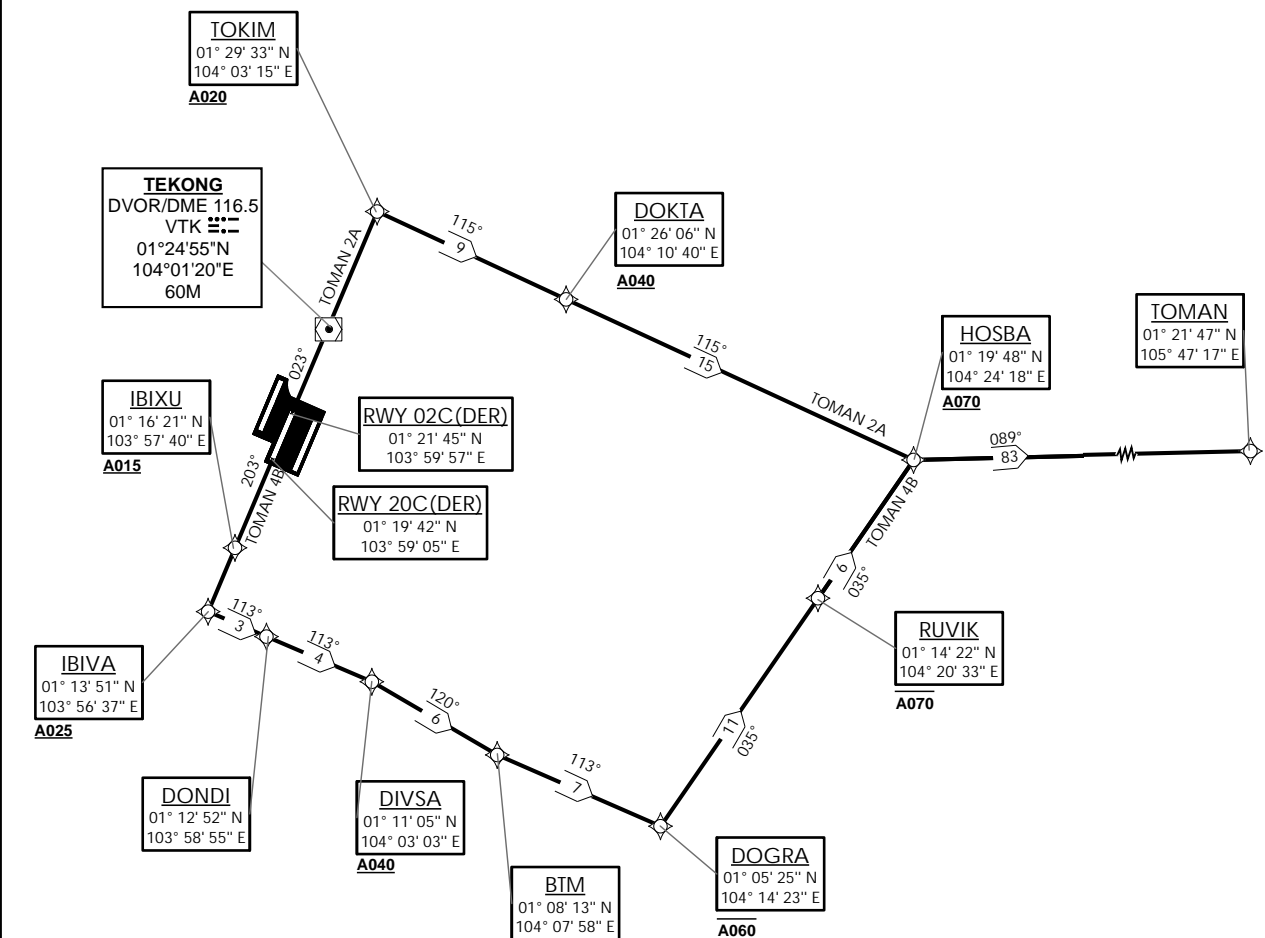 TOKIM
01° 29' 33" N
104° 03' 15" E
A020
TEKONG
DVOR/DME 116.5
VTK
01°24'55"N
104°01'20"E
60M
TOMAN 2A
023°
115°
9
DOKTA
01° 26' 06" N
104° 10' 40" E
A040
115°
15
TOMAN 2A
HOSBA
01° 19' 48" N
104° 24' 18" E
A070
TOMAN
01° 21' 47" N
105° 47' 17" E
089°
83
IBIXU
01° 16' 21" N
103° 57' 40" E
A015
RWY 02C(DER)
01° 21' 45" N
103° 59' 57" E
RWY 20C(DER)
01° 19' 42" N
103° 59' 05" E
203°
TOMAN 4B
TOMAN 4B
6
035°
RUVIK
01° 14' 22" N
104° 20' 33" E
A070
IBIVA
01° 13' 51" N
103° 56' 37" E
A025
113°
3
113°
4
120°
6
113°
7
11
035°
DONDI
01° 12' 52" N
103° 58' 55" E
DIVSA
01° 11' 05" N
104° 03' 03" E
A040
BTM
01° 08' 13" N
104° 07' 58" E
DOGRA
01° 05' 25" N
104° 14' 23" E
A060